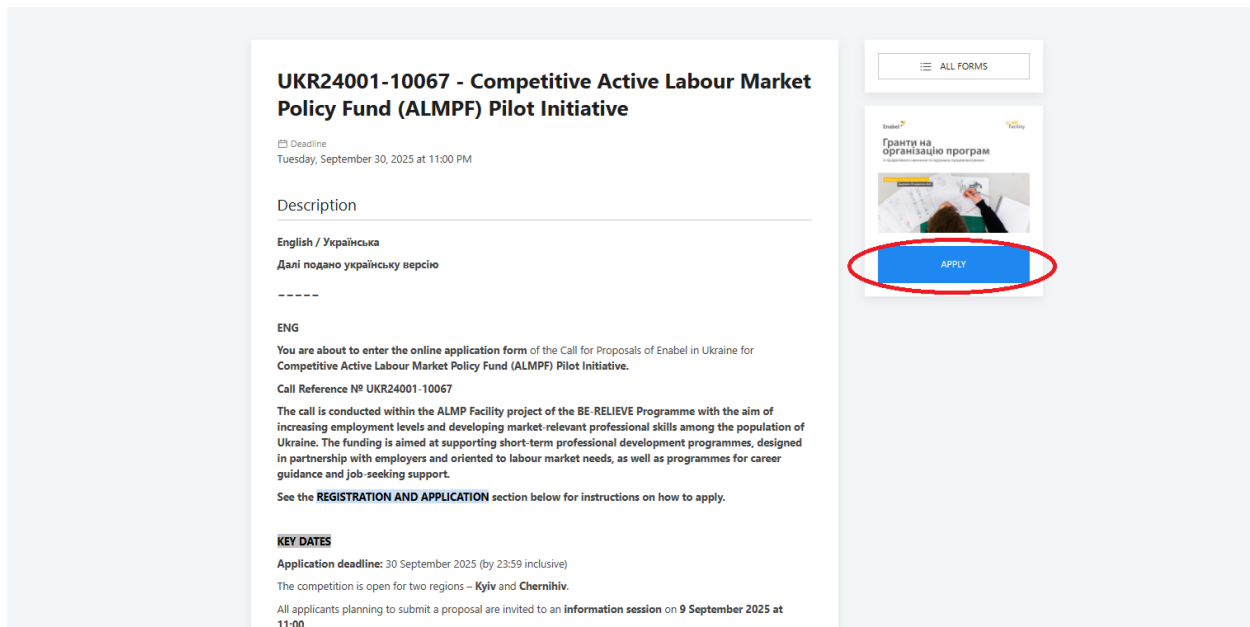 UKR24001-10067 - Competitive Active Labour Market
Policy Fund (ALMPF) Pilot Initiative
Deadline
Tuesday, September 30, 2025 at 11:00 PM
Description
English / Українська
Далі подано українську версію
–––––
ENG
You are about to enter the online application form of the Call for Proposals of Enabel in Ukraine for
Competitive Active Labour Market Policy Fund (ALMPF) Pilot Initiative.
Call Reference № UKR24001-10067
The call is conducted within the ALMP Facility project of the BE-RELIEVE Programme with the aim of
increasing employment levels and developing market-relevant professional skills among the population of
Ukraine. The funding is aimed at supporting short-term professional development programmes, designed
in partnership with employers and oriented to labour market needs, as well as programmes for career
guidance and job-seeking support.
See the REGISTRATION AND APPLICATION section below for instructions on how to apply.
KEY DATES
Application deadline: 30 September 2025 (by 23:59 inclusive)
The competition is open for two regions – Kyiv and Chernihiv.
All applicants planning to submit a proposal are invited to an information session on 9 September 2025 at
11:00
ALL FORMS
Enabel
Facility
Гранти на
організацію програм
APPLY